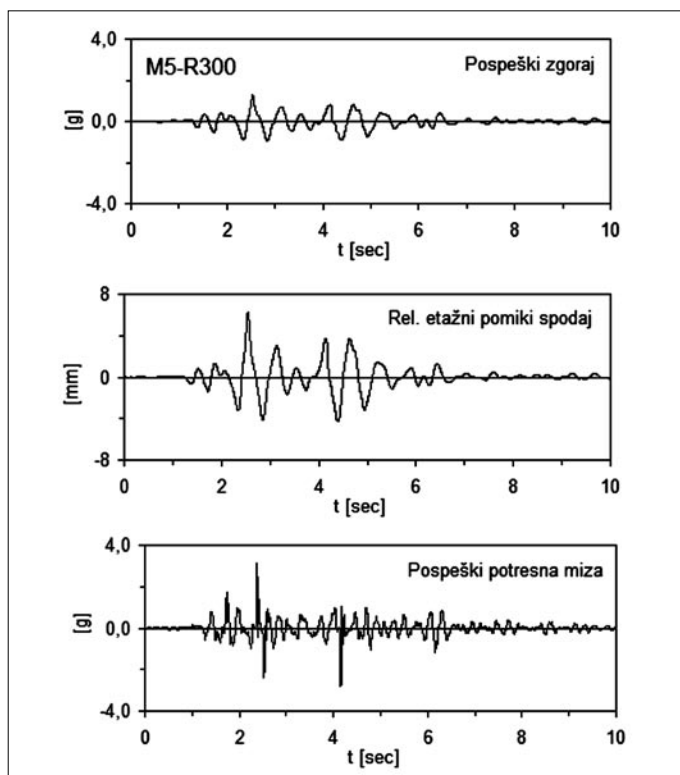 4,0
M5-R300
Pospeški zgoraj
[g]
0,0
-4,0
0 2 4 6 8 10
t [sec]
8
Rel. etažni pomiki spodaj
[mm]
0
-8
0 2 4 6 8 10
t [sec]
4,0
Pospeški potresna miza
[g]
0,0
-4,0
0 2 4 6 8 10
t [sec]